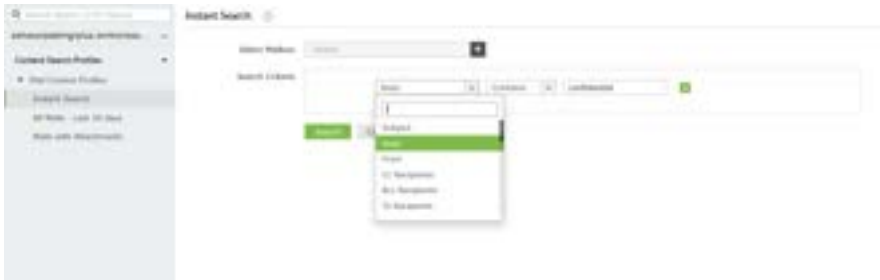 Instant Search
Select Mailbox
Search Criteria
Body
Contains
confidential
Search
Subject
Body
From
CC Recipients
Bcc Recipients
To Recipients
Content Search Profiles
Instant Search
All Mails - Last 30 days
Mails with Attachments